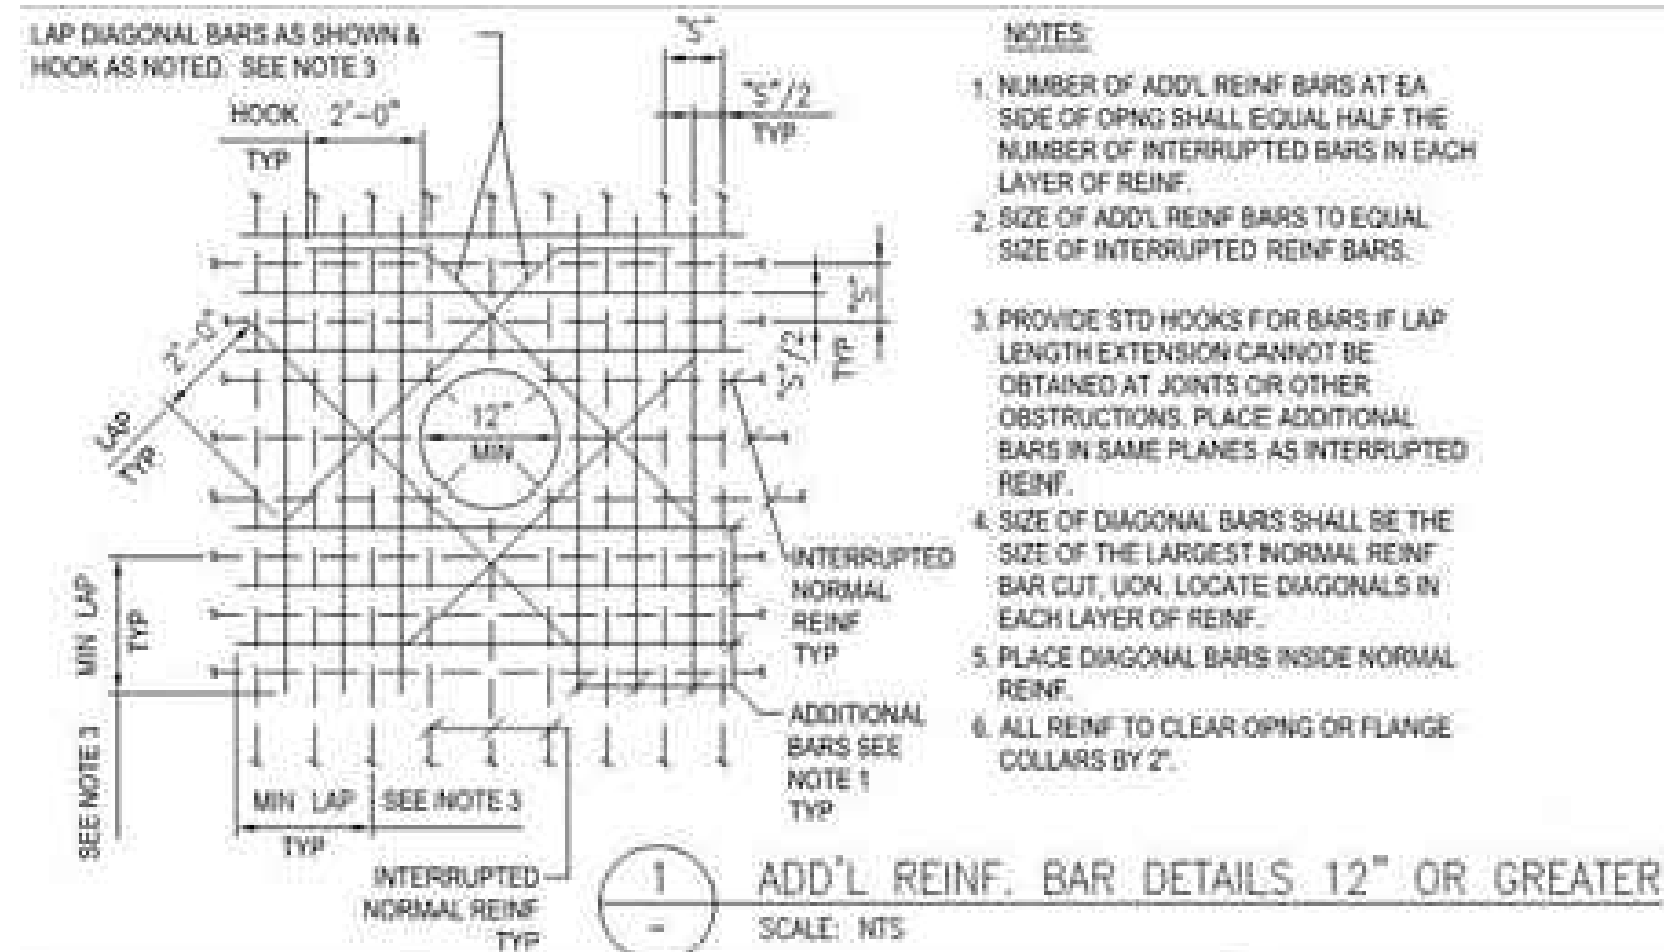 LAP DIAGONAL BARS AS SHOWN &
HOOK AS NOTED. SEE NOTE 3
HOOK 2'-0"
TYP
"S"
"S"/2
TYP
"S"
"S"/2
TYP
2'-0"
LAP
TYP
12"
MIN
MIN LAP
TYP
SEE NOTE 3
MIN LAP
TYP
SEE NOTE 3
INTERRUPTED
NORMAL REINF
TYP
INTERRUPTED
NORMAL
REINF
TYP
ADDITIONAL
BARS SEE
NOTE 1
TYP
NOTES:
1. NUMBER OF ADD'L REINF BARS AT EA
SIDE OF OPNG SHALL EQUAL HALF THE
NUMBER OF INTERRUPTED BARS IN EACH
LAYER OF REINF.
2. SIZE OF ADD'L REINF BARS TO EQUAL
SIZE OF INTERRUPTED REINF BARS.
3. PROVIDE STD HOOKS FOR BARS IF LAP
LENGTH EXTENSION CANNOT BE
OBTAINED AT JOINTS OR OTHER
OBSTRUCTIONS. PLACE ADDITIONAL
BARS IN SAME PLANES AS INTERRUPTED
REINF.
4. SIZE OF DIAGONAL BARS SHALL BE THE
SIZE OF THE LARGEST NORMAL REINF
BAR CUT, UON. LOCATE DIAGONALS IN
EACH LAYER OF REINF.
5. PLACE DIAGONAL BARS INSIDE NORMAL
REINF.
6. ALL REINF TO CLEAR OPNG OR FLANGE
COLLARS BY 2".
1
-
ADD'L REINF. BAR DETAILS 12" OR GREATER
SCALE: NTS